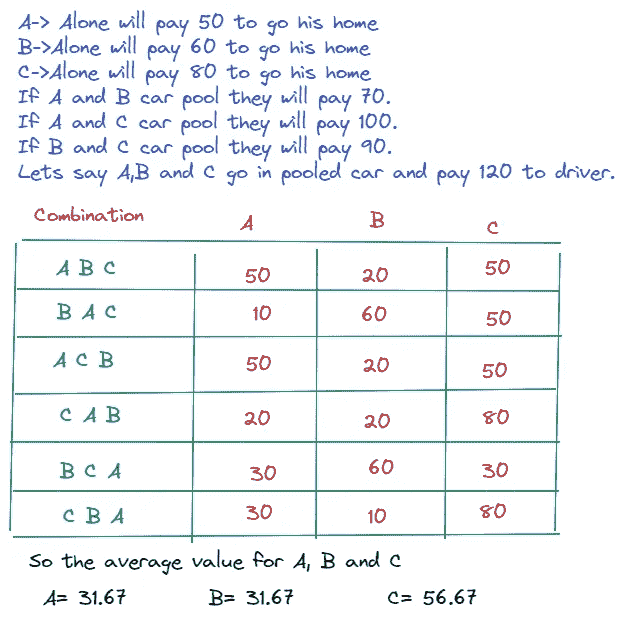 A-> Alone will pay 50 to go his home
B->Alone will pay 60 to go his home
C->Alone will pay 80 to go his home
If A and B car pool they will pay 70.
If A and C car pool they will pay 100.
If B and C car pool they will pay 90.
Lets say A,B and C go in pooled car and pay 120 to driver.
Combination A B C
A B C 50 20 50
B A C 10 60 50
A C B 50 20 50
C A B 20 20 80
B C A 30 60 30
C B A 30 10 80
So the average value for A, B and C
A= 31.67 B= 31.67 C= 56.67